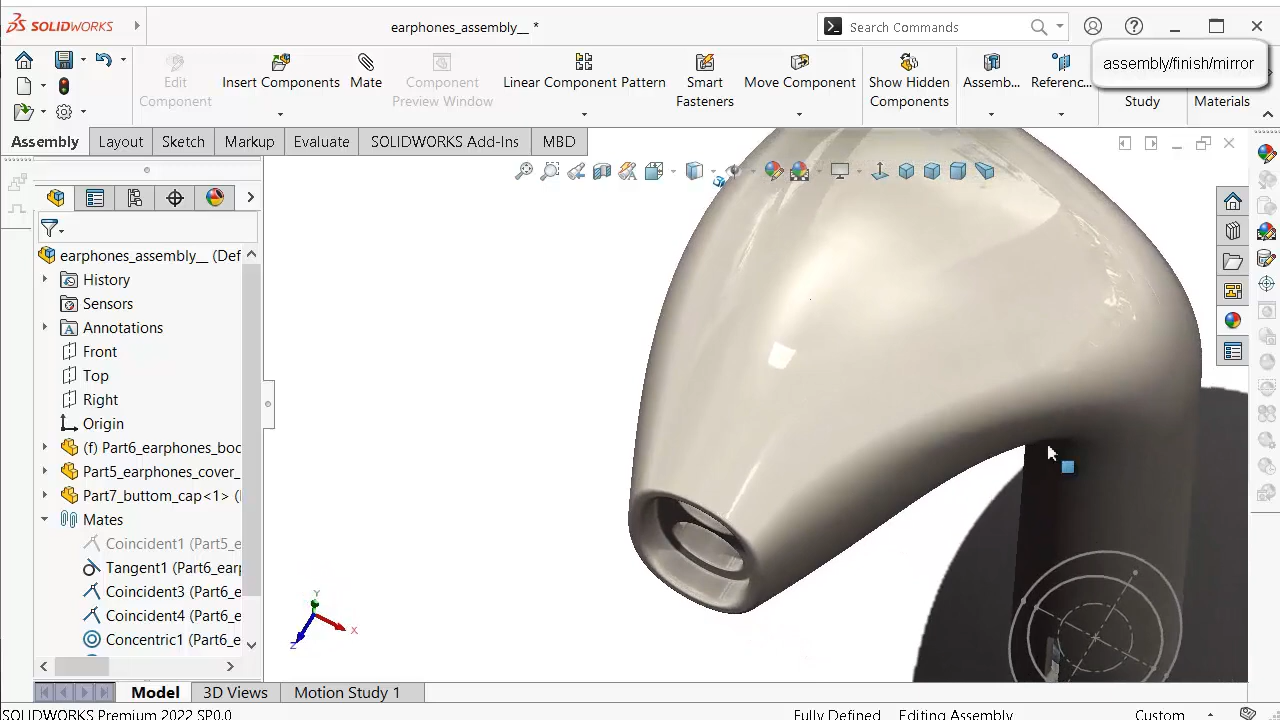 SOLIDWORKS
earphones_assembly__ *
Search Commands
assembly/finish/mirror
Edit Component
Insert Components
Mate
Component Preview Window
Linear Component Pattern
Smart Fasteners
Move Component
Show Hidden Components
Assemb...
Referenc...
Study
Materials
Assembly
Layout
Sketch
Markup
Evaluate
SOLIDWORKS Add-Ins
MBD
earphones_assembly__ (Def
History
Sensors
Annotations
Front
Top
Right
Origin
(f) Part6_earphones_boc
Part5_earphones_cover_
Part7_buttom_cap<1> (
Mates
Coincident1 (Part5_e
Tangent1 (Part6_earp
Coincident3 (Part6_e
Coincident4 (Part6_e
Concentric1 (Part6_e
Y
X
Z
Model
3D Views
Motion Study 1
SOLIDWORKS Premium 2022 SP0.0
Fully Defined
Editing Assembly
Custom